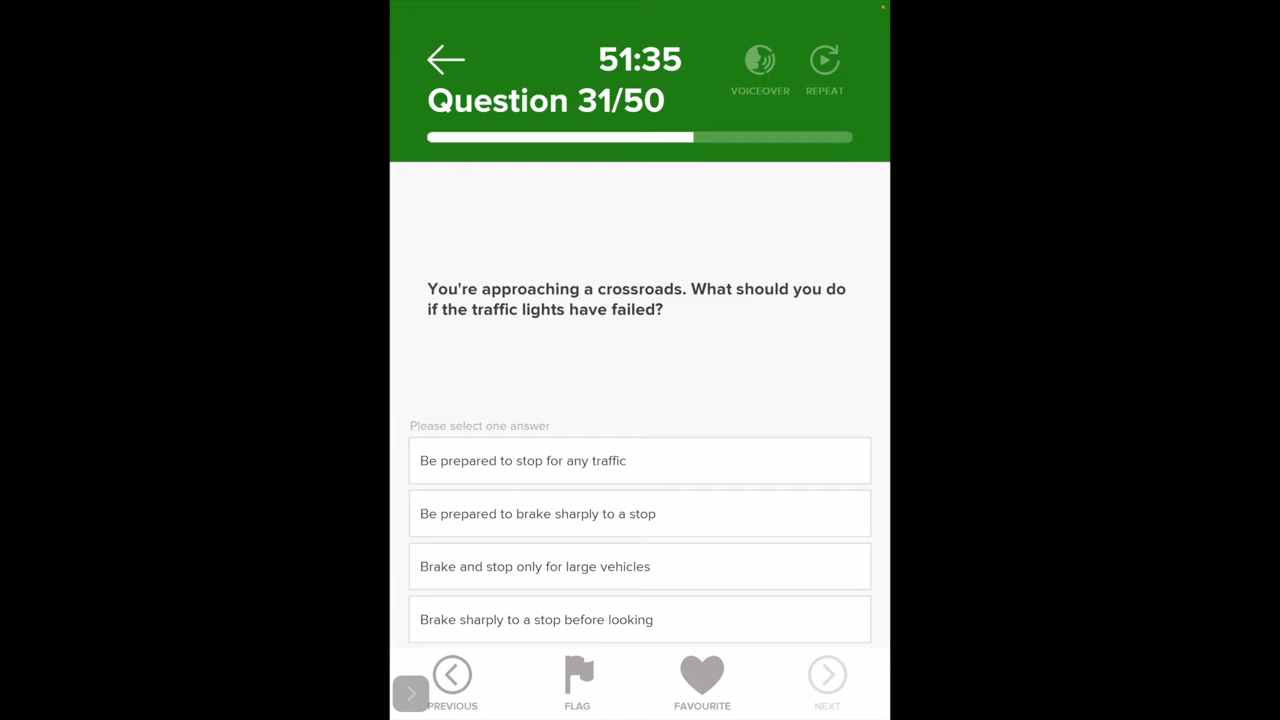 51:35
VOICEOVER
REPEAT
Question 31/50
You're approaching a crossroads. What should you do
if the traffic lights have failed?
Please select one answer
Be prepared to stop for any traffic
Be prepared to brake sharply to a stop
Brake and stop only for large vehicles
Brake sharply to a stop before looking
PREVIOUS
FLAG
FAVOURITE
NEXT